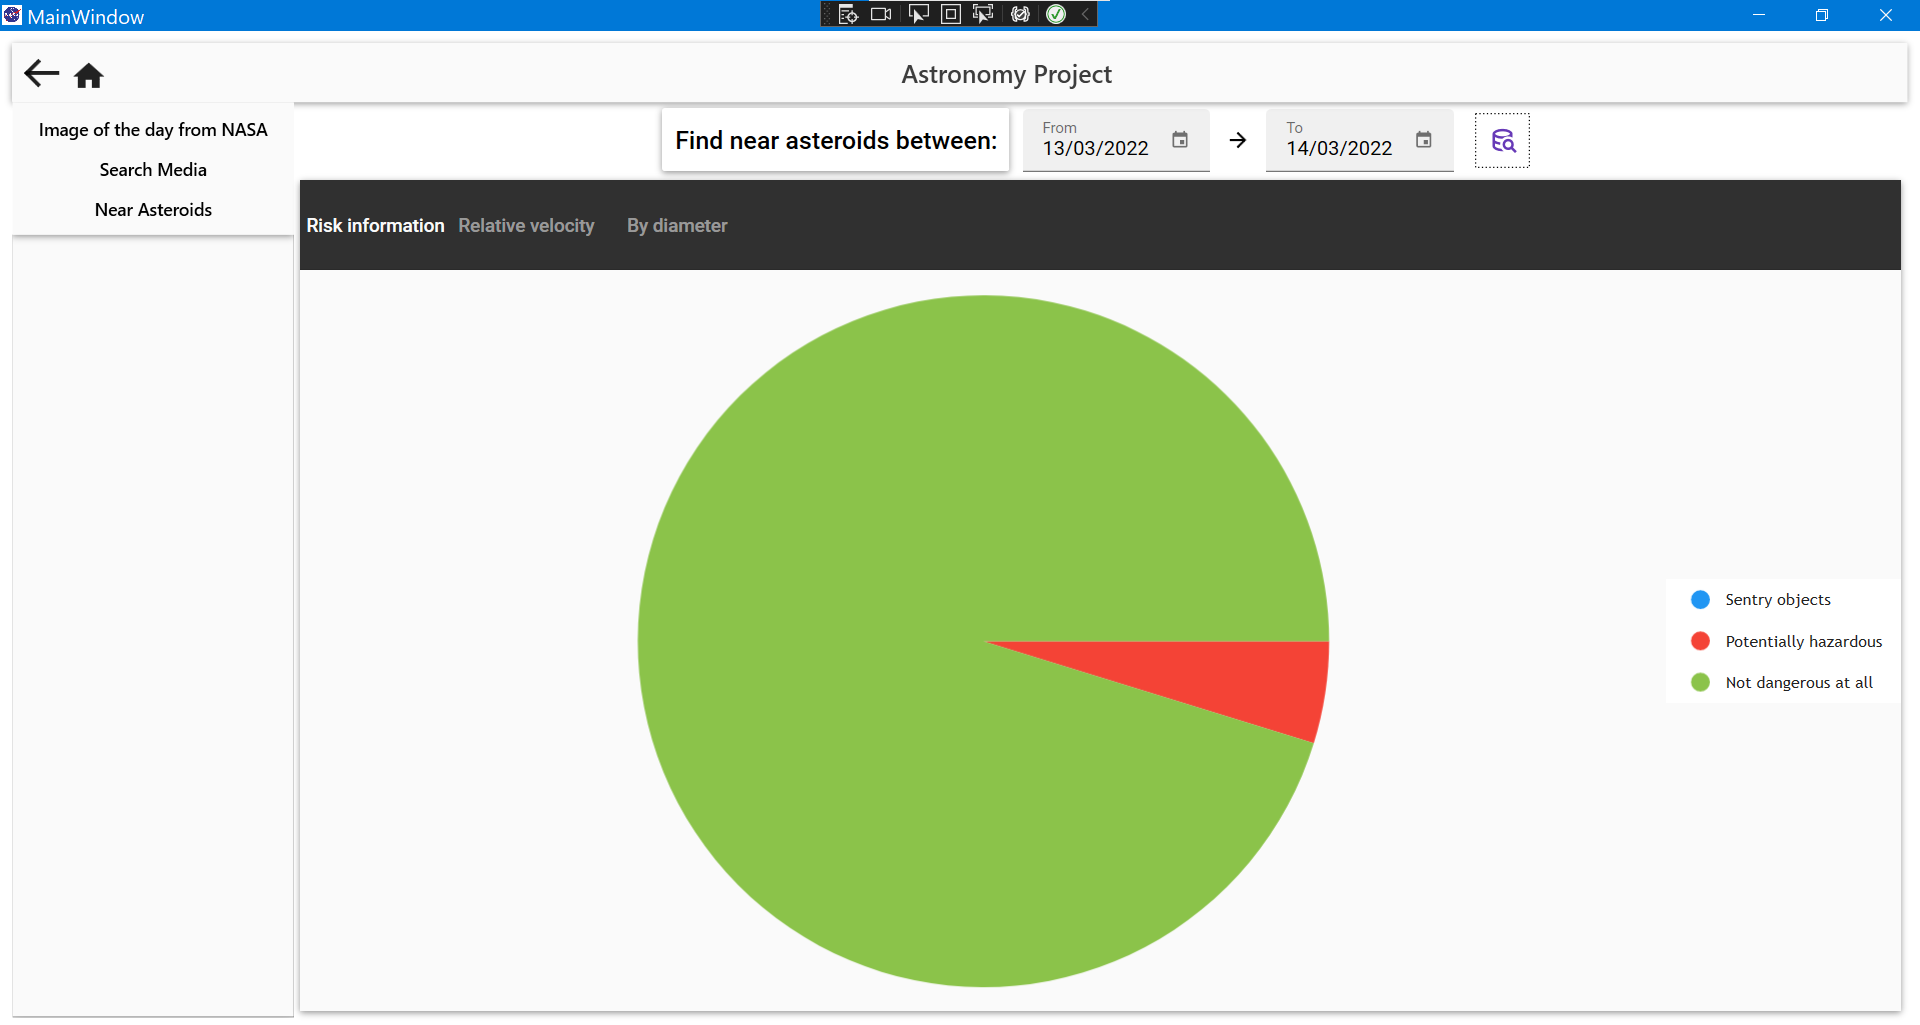 MainWindow
Astronomy Project
Image of the day from NASA
Search Media
Near Asteroids
Find near asteroids between:
From
13/03/2022
To
14/03/2022
Risk information
Relative velocity
By diameter
Sentry objects
Potentially hazardous
Not dangerous at all